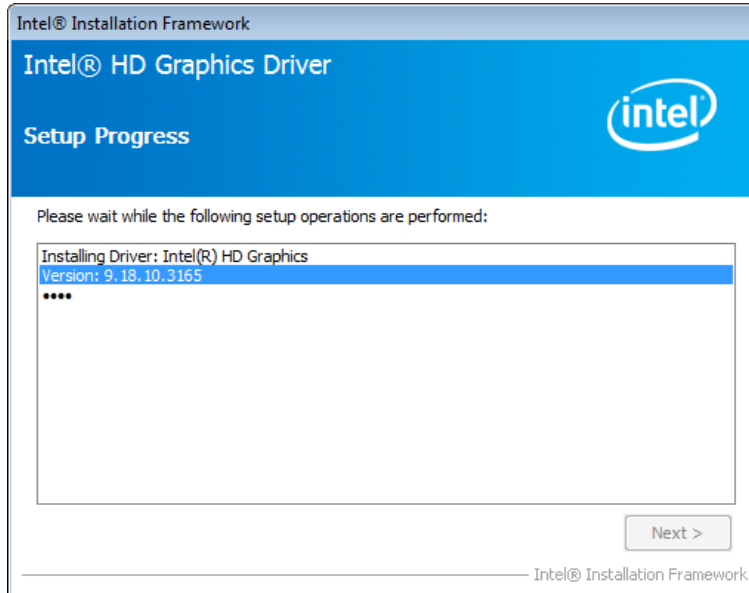 Intel® Installation Framework
Intel® HD Graphics Driver
intel®
Setup Progress
Please wait while the following setup operations are performed:
Installing Driver: Intel(R) HD Graphics
Version: 9.18.10.3165
••••
Next >
Intel® Installation Framework